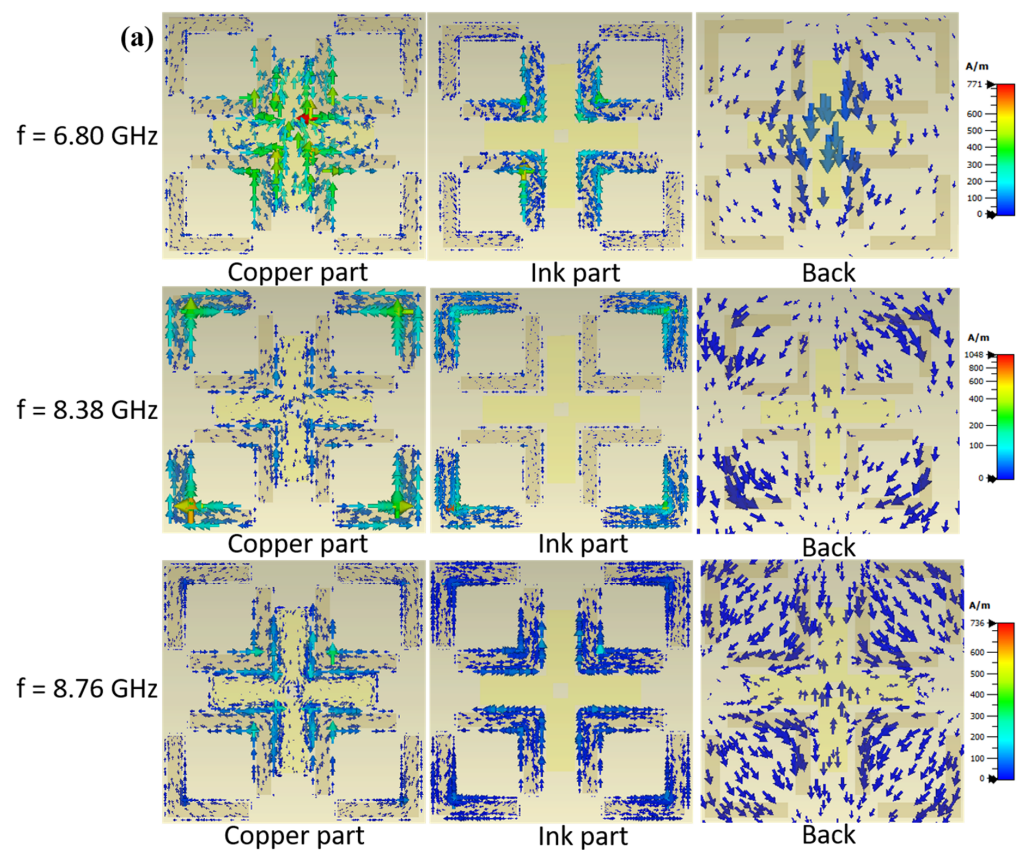 (a)
f = 6.80 GHz
A/m
771
600
500
400
300
200
100
0
Copper part
Ink part
Back
f = 8.38 GHz
A/m
1048
800
600
400
200
100
0
Copper part
Ink part
Back
f = 8.76 GHz
A/m
736
600
500
400
300
200
100
0
Copper part
Ink part
Back